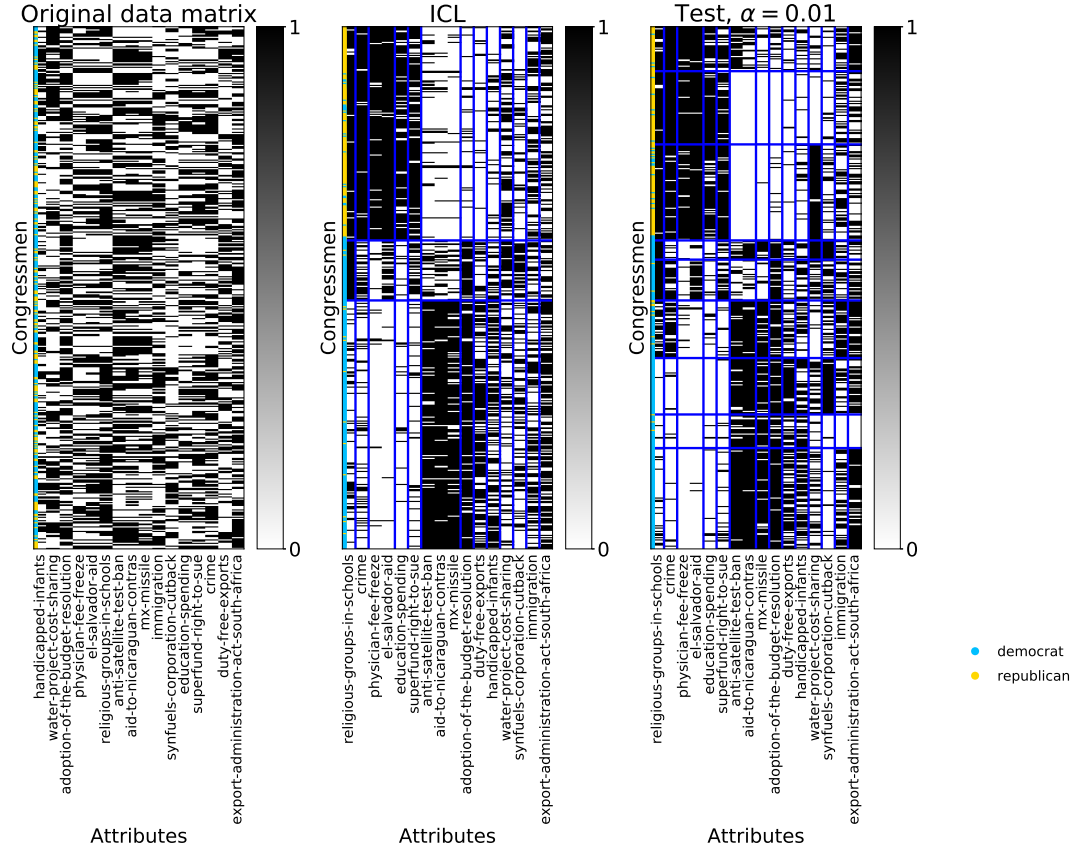 Original data matrix
ICL
Test, α = 0.01
1
1
1
0
0
0
Congressmen
Congressmen
Congressmen
handicapped-infants
water-project-cost-sharing
adoption-of-the-budget-resolution
physician-fee-freeze
el-salvador-aid
religious-groups-in-schools
anti-satellite-test-ban
aid-to-nicaraguan-contras
mx-missile
immigration
synfuels-corporation-cutback
education-spending
superfund-right-to-sue
crime
duty-free-exports
export-administration-act-south-africa
religious-groups-in-schools
crime
physician-fee-freeze
el-salvador-aid
education-spending
superfund-right-to-sue
anti-satellite-test-ban
aid-to-nicaraguan-contras
mx-missile
adoption-of-the-budget-resolution
duty-free-exports
handicapped-infants
water-project-cost-sharing
synfuels-corporation-cutback
immigration
export-administration-act-south-africa
religious-groups-in-schools
crime
physician-fee-freeze
el-salvador-aid
education-spending
superfund-right-to-sue
anti-satellite-test-ban
aid-to-nicaraguan-contras
mx-missile
adoption-of-the-budget-resolution
duty-free-exports
handicapped-infants
water-project-cost-sharing
synfuels-corporation-cutback
immigration
export-administration-act-south-africa
Attributes
Attributes
Attributes
democrat
republican